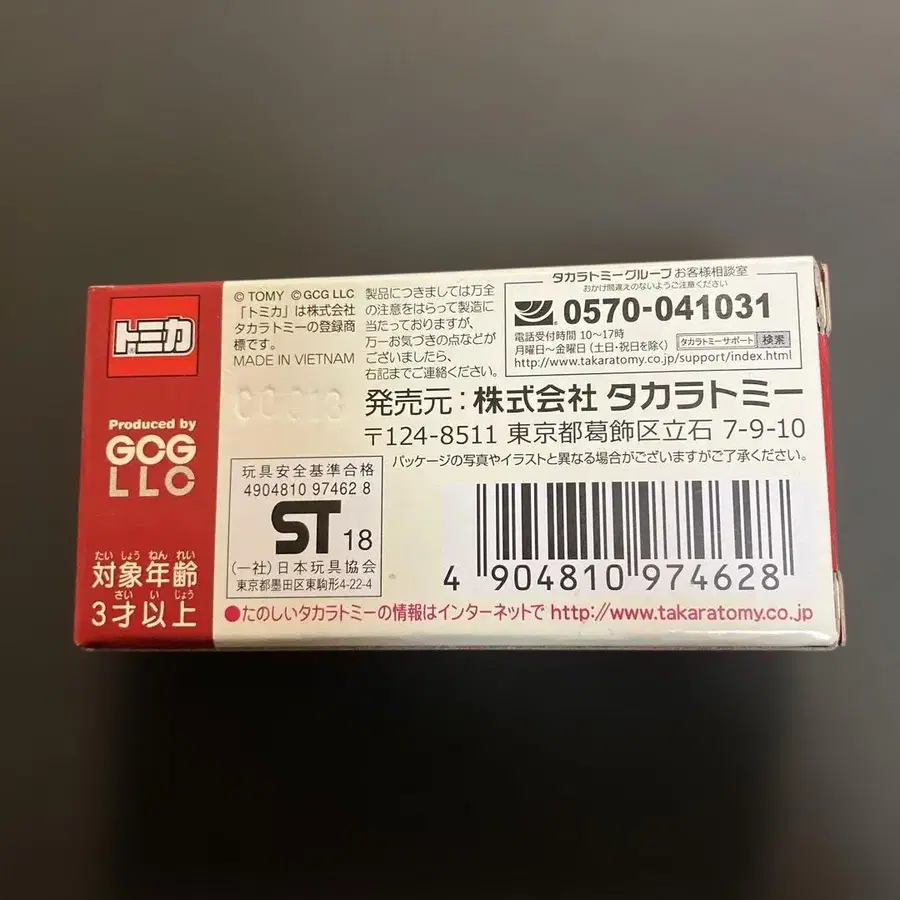 トミカ
Produced by
GCG
LLC
たい しょう ねん れい
対象年齢
さい い じょう
3才以上
© TOMY © GCG LLC
「トミカ」は株式会社
タカラトミーの登録商
標です。
MADE IN VIETNAM
製品につきましては万全
の注意をはらって製造に
当たっておりますが、
万一お気づきの点などが
ございましたら、
右記までご連絡ください。
タカラトミーグループ お客様相談室
おかけ間違えのないようご注意ください
0570-041031
電話受付時間 10〜17時
月曜日〜金曜日(土・日・祝日を除く)
タカラトミーサポート 検索
http://www.takaratomy.co.jp/support/index.html
発売元:株式会社 タカラトミー
〒124-8511 東京都葛飾区立石 7-9-10
パッケージの写真やイラストと異なる場合がございますがご了承ください。
玩具安全基準合格
4904810 97462 8
ST 18
(一社)日本玩具協会
東京都墨田区東駒形4-22-4
4 904810 974628
●たのしいタカラトミーの情報はインターネットで http://www.takaratomy.co.jp